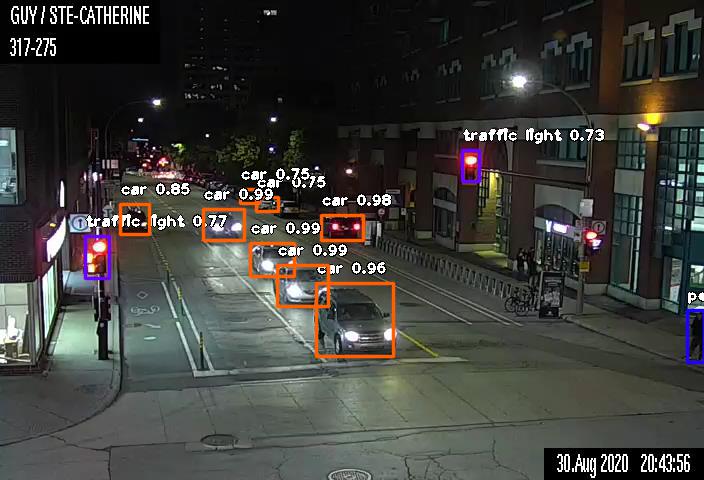 GUY / STE-CATHERINE
317-275
traffic light 0.73
car 0.75
car 0.75
car 0.85
car 0.99
car 0.98
traffic light 0.77
car 0.99
car 0.99
car 0.96
pe
30.Aug 2020 20:43:56